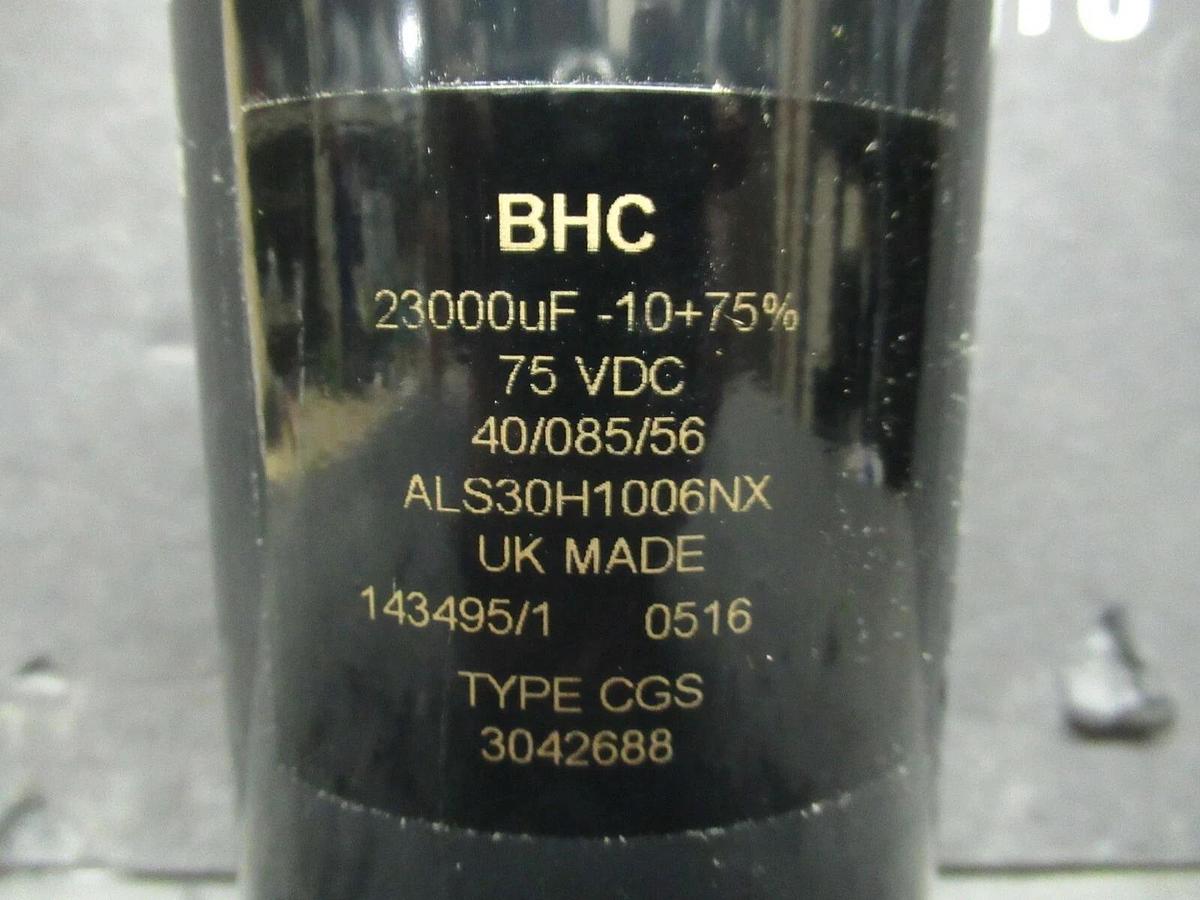 BHC
23000uF -10+75%
75 VDC
40/085/56
ALS30H1006NX
UK MADE
143495/1 0516
TYPE CGS
3042688